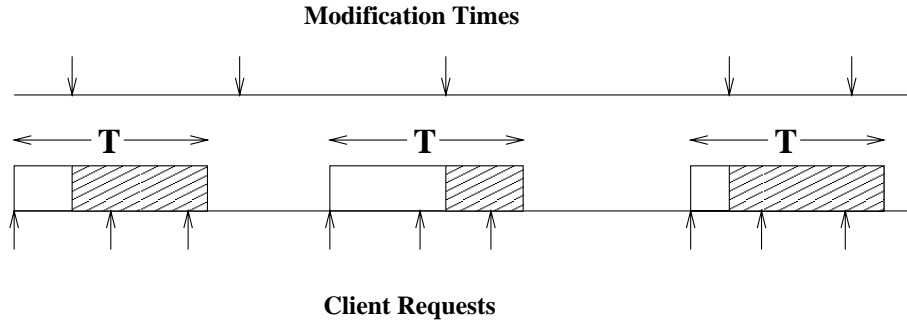 Modification Times
T T T
Client Requests